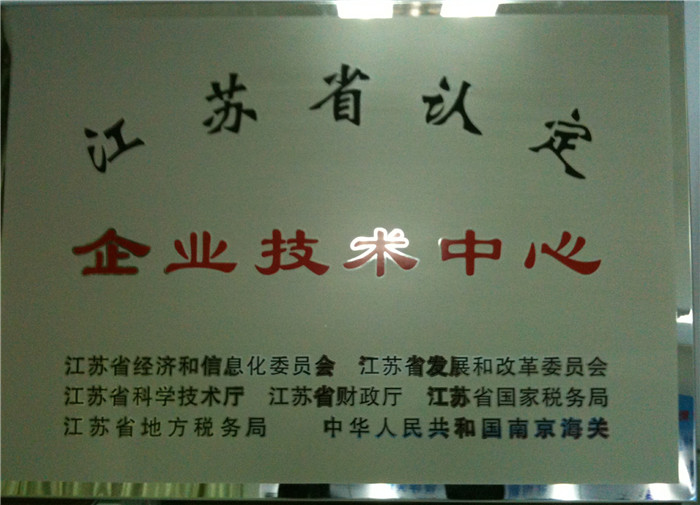 江苏省认定
企业技术中心
江苏省经济和信息化委员会 江苏省发展和改革委员会
江苏省科学技术厅 江苏省财政厅 江苏省国家税务局
江苏省地方税务局 中华人民共和国南京海关